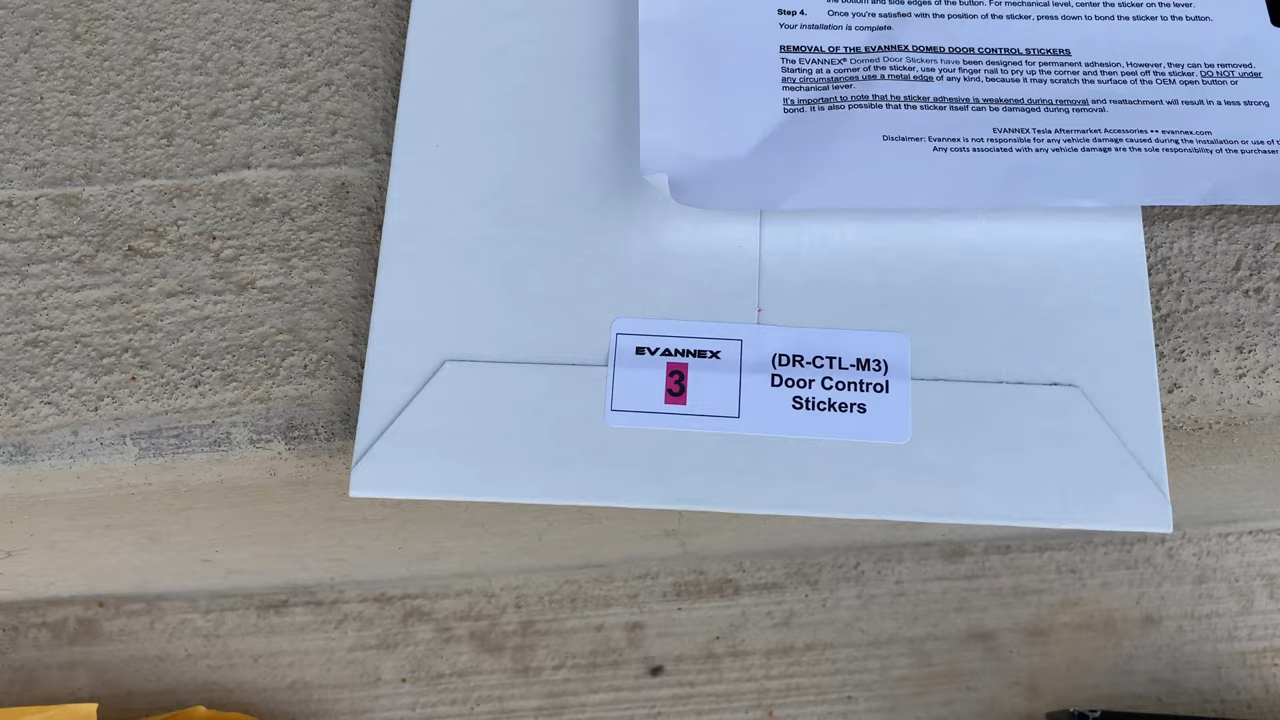 the bottom and side edges of the button. For mechanical level, center the sticker on the lever.
Step 4. Once you're satisfied with the position of the sticker, press down to bond the sticker to the button.
Your installation is complete.
REMOVAL OF THE EVANNEX DOMED DOOR CONTROL STICKERS
The EVANNEX® Domed Door Stickers have been designed for permanent adhesion, However, they can be removed.
Starting at a corner of the sticker, use your finger nail to pry up the corner and then peel off the sticker. DO NOT under
any circumstances use a metal edge of any kind, because it may scratch the surface of the OEM open button or
mechanical lever.
It's important to note that he sticker adhesive is weakened during removal and reattachment will result in a less strong
bond. It is also possible that the sticker itself can be damaged during removal.
EVANNEX Tesla Aftermarket Accessories ** evannex.com
Disclaimer: Evannex is not responsible for any vehicle damage caused during the installation or use of
Any costs associated with any vehicle damage are the sole responsibility of the purchaser
EVANNEX
3
(DR-CTL-M3)
Door Control
Stickers